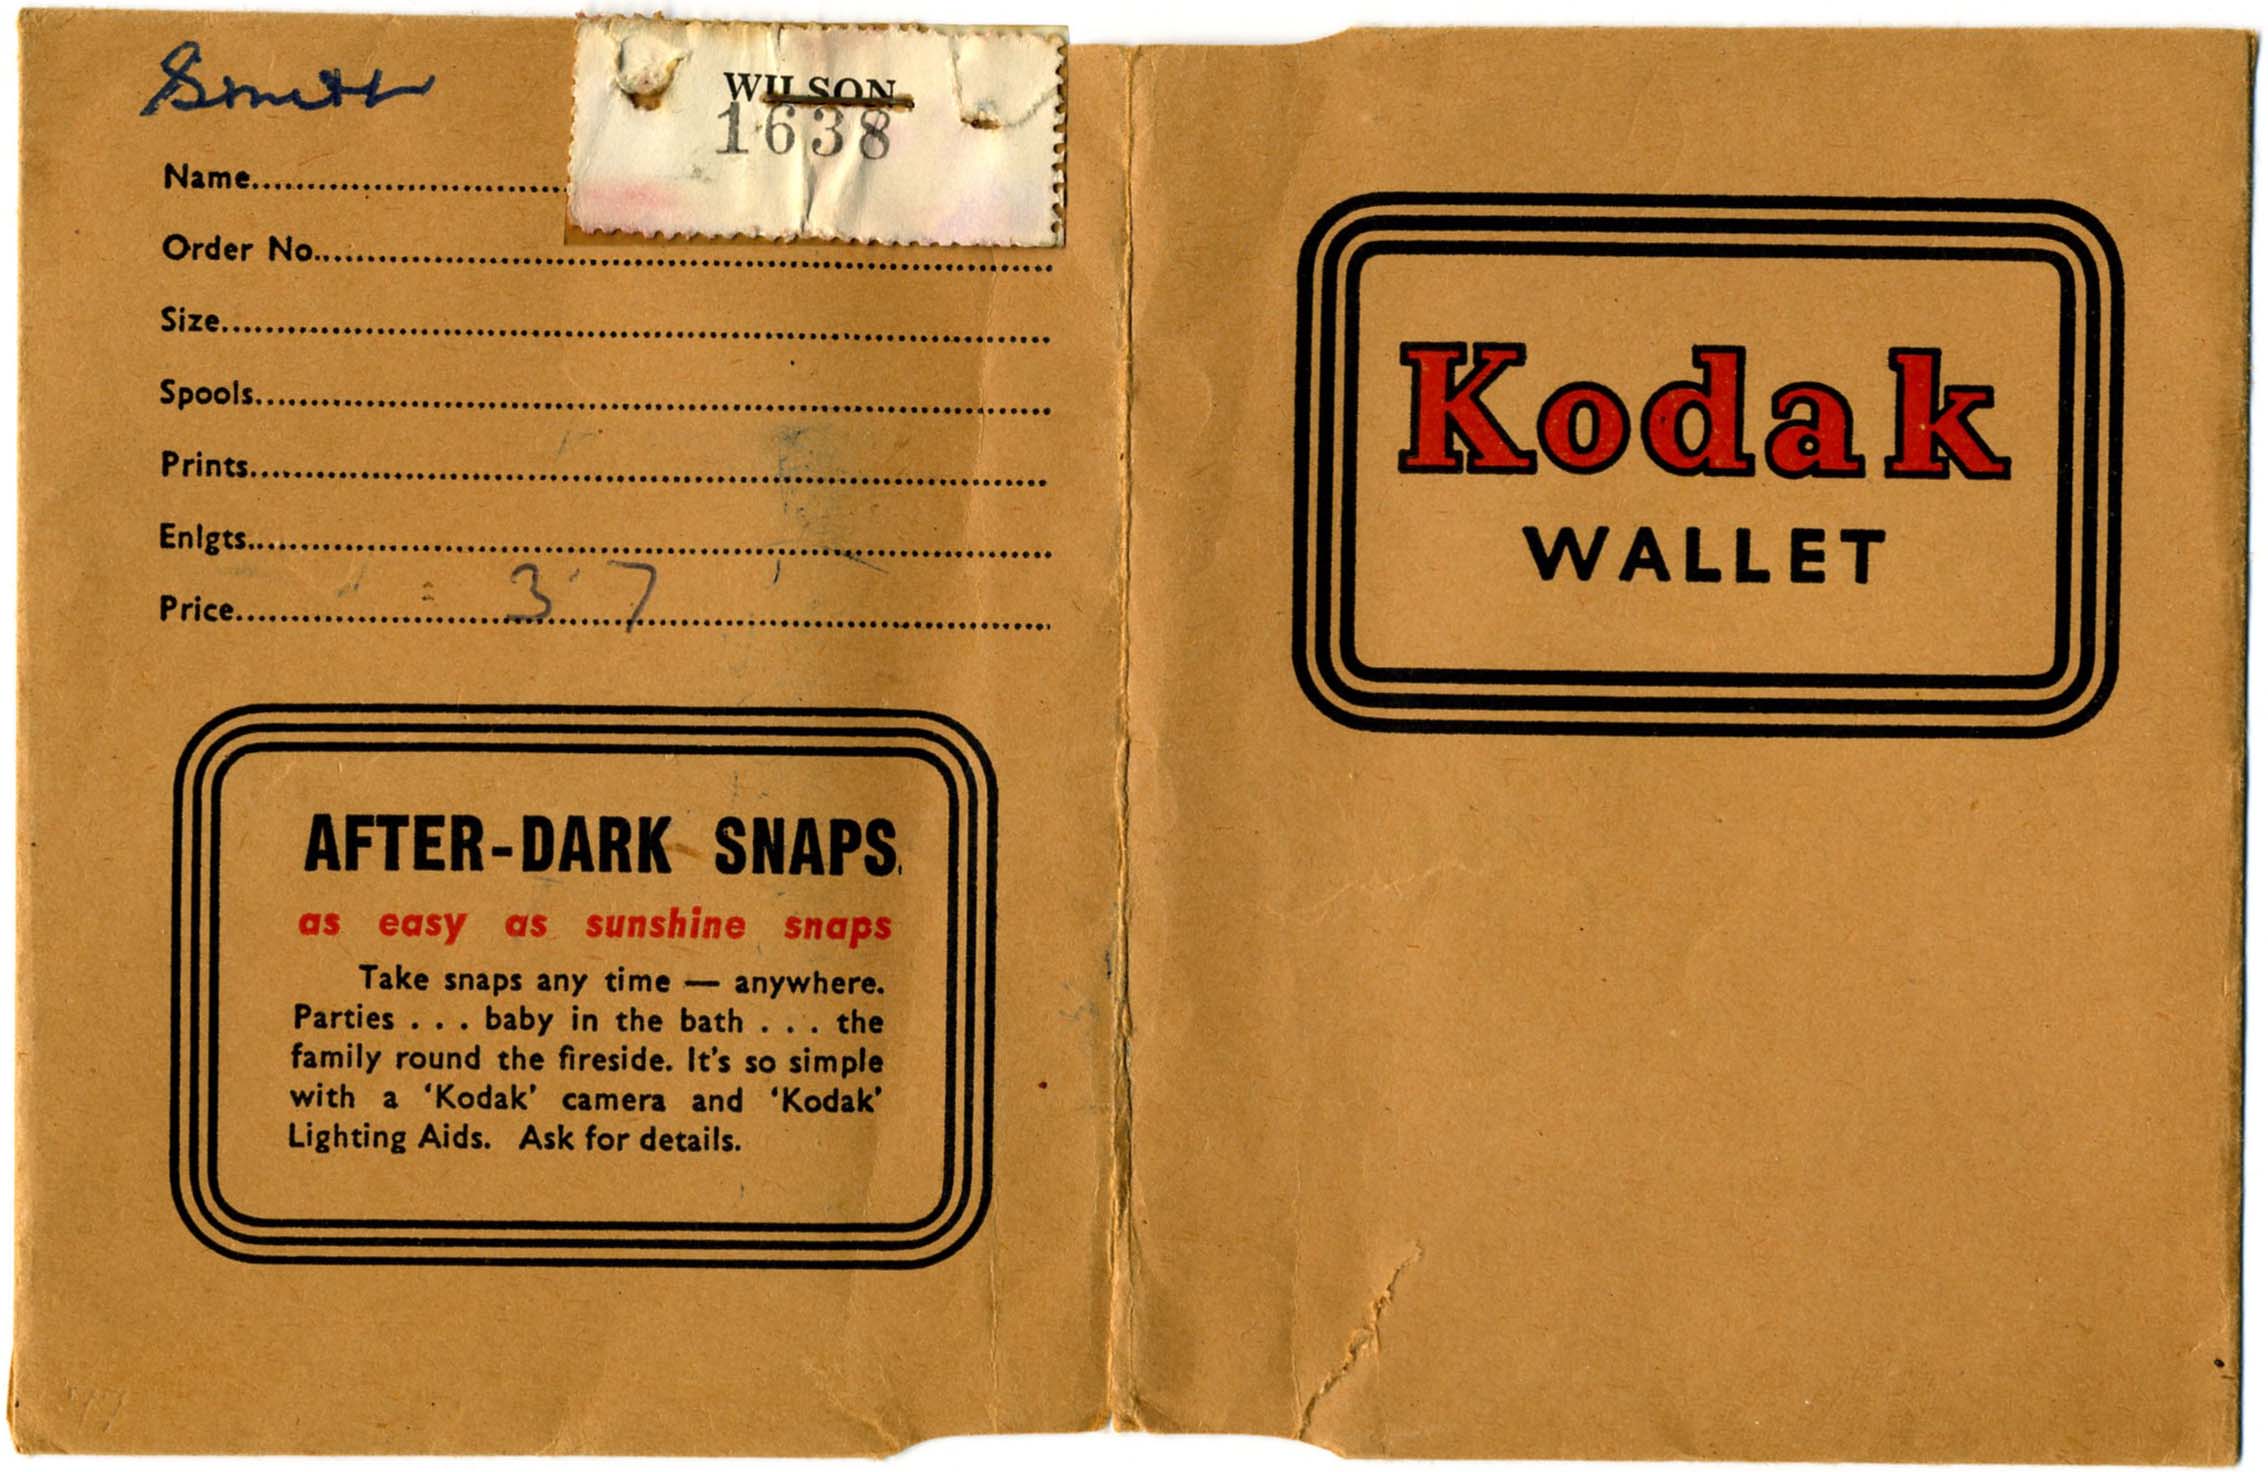 Smith
WILSON
1638
Name
Order No.
Size
Spools
Prints
Enlgts
Price 3 7
AFTER-DARK SNAPS
as easy as sunshine snaps
Take snaps any time — anywhere.
Parties . . . baby in the bath . . . the
family round the fireside. It's so simple
with a ‘Kodak’ camera and ‘Kodak’
Lighting Aids. Ask for details.
Kodak
WALLET